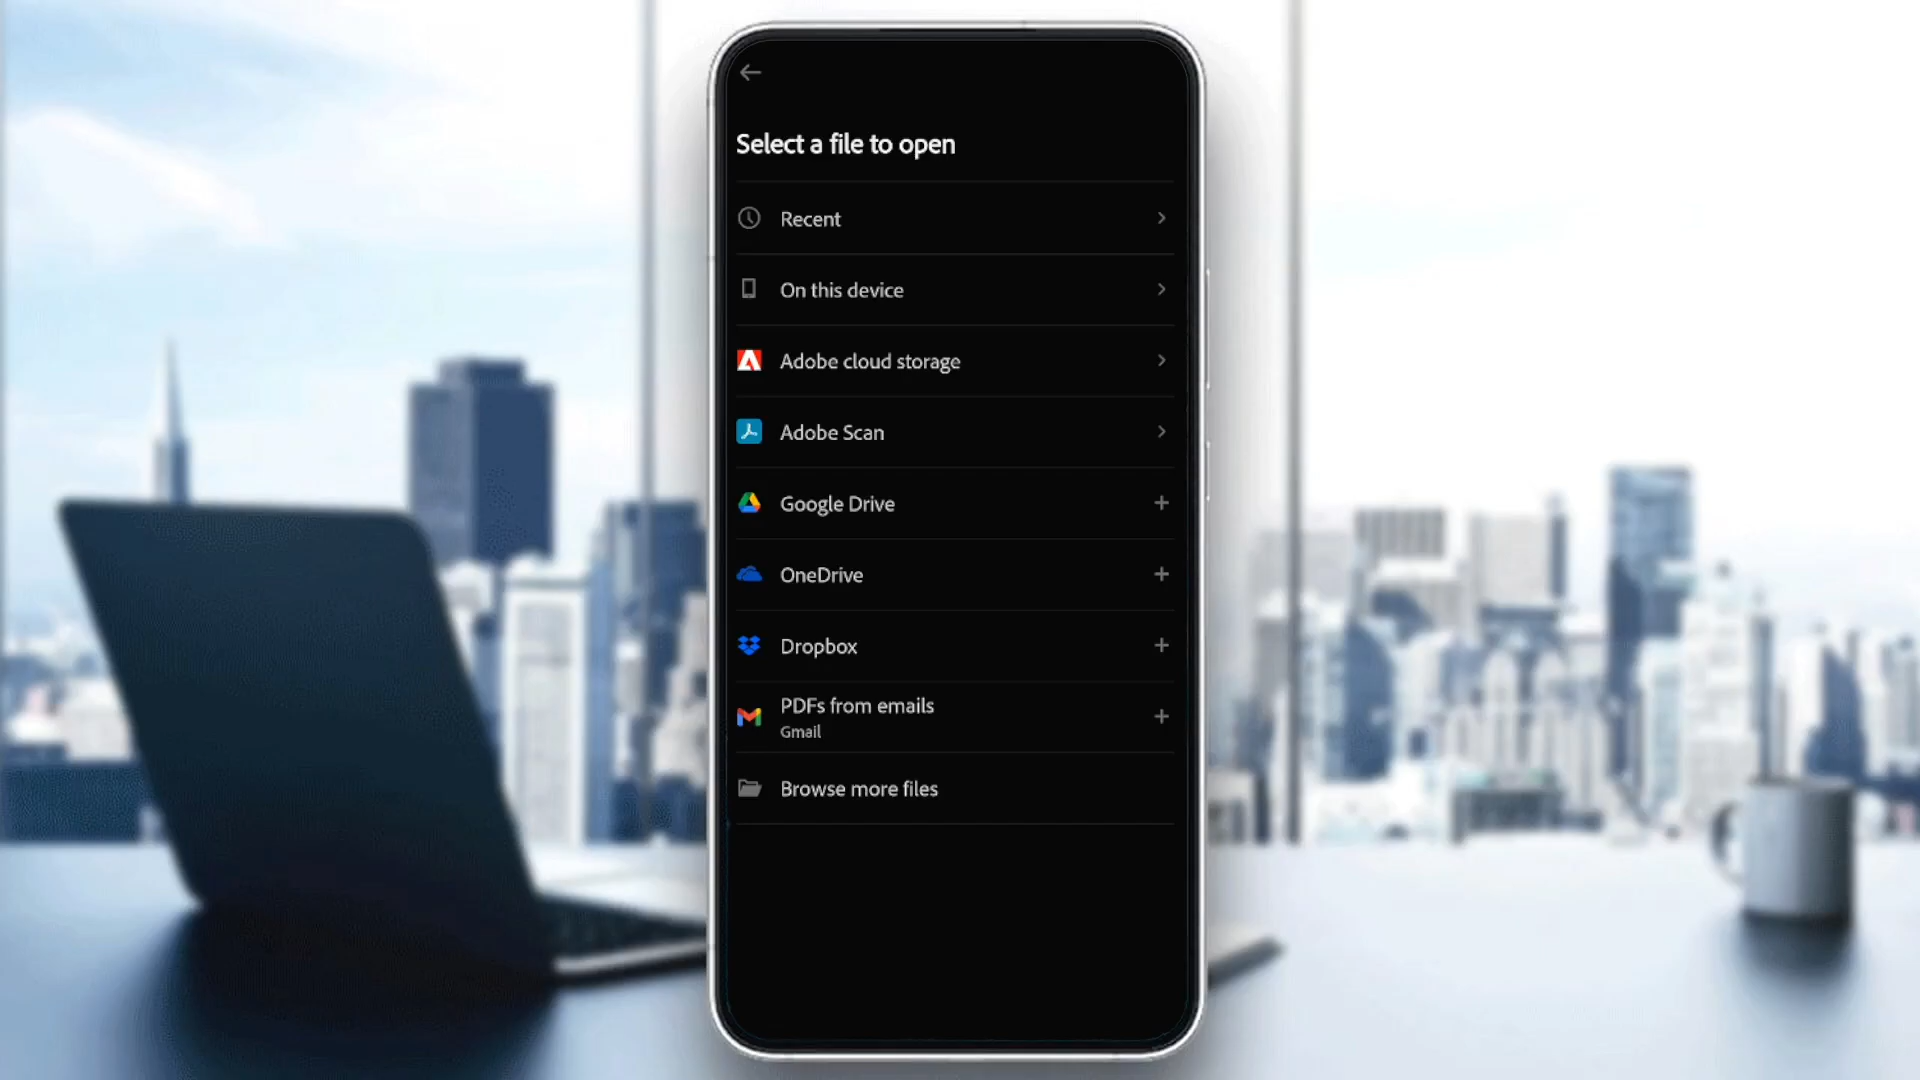 Select a file to open
Recent
On this device
Adobe cloud storage
Adobe Scan
Google Drive
OneDrive
Dropbox
PDFs from emails
Gmail
Browse more files